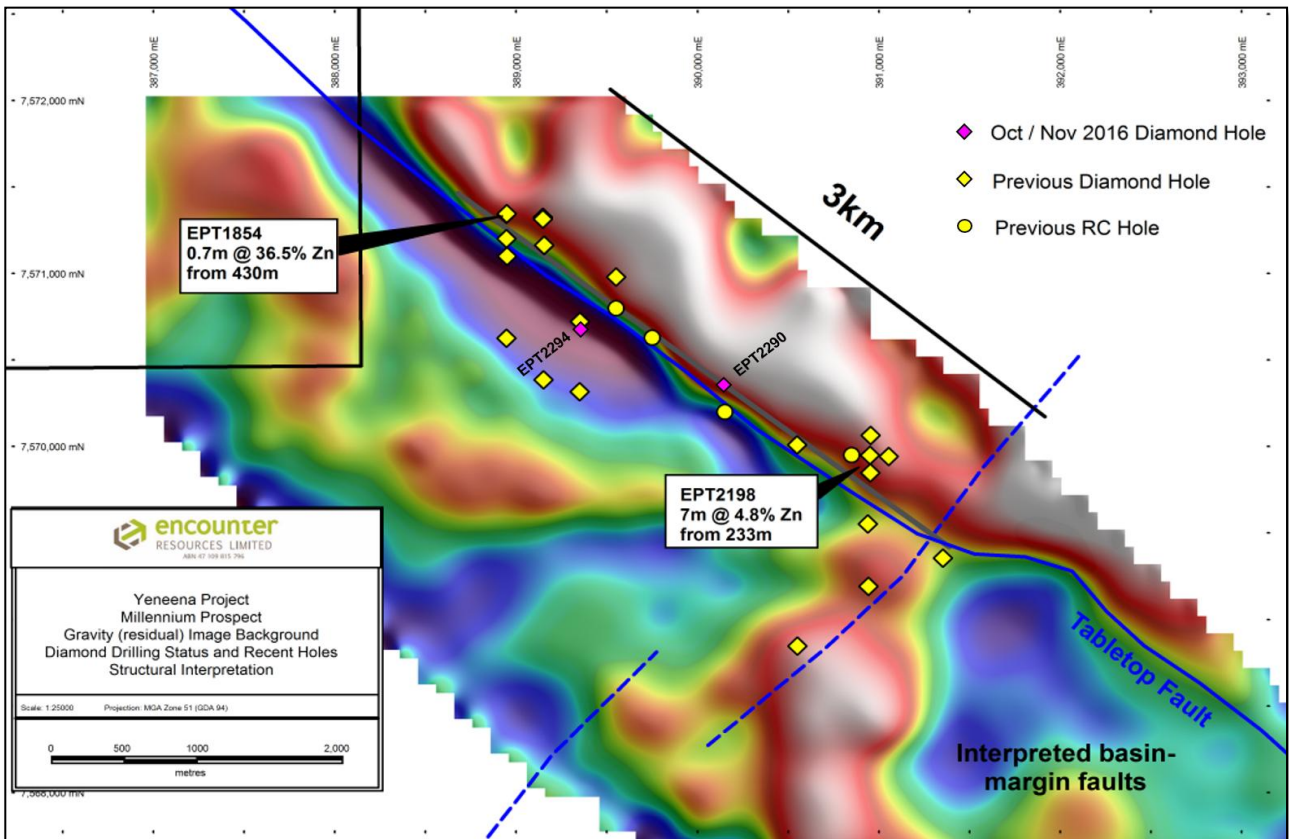 387,000 mE
388,000 mE
389,000 mE
390,000 mE
391,000 mE
392,000 mE
393,000 mE
7,572,000 mN
7,571,000 mN
7,570,000 mN
7,568,000 mN
Oct / Nov 2016 Diamond Hole
Previous Diamond Hole
Previous RC Hole
3km
EPT1854
0.7m @ 36.5% Zn
from 430m
EPT2294
EPT2290
EPT2198
7m @ 4.8% Zn
from 233m
Tabletop Fault
Interpreted basin-
margin faults
encounter
RESOURCES LIMITED
ABN 47 109 815 796
Yeneena Project
Millennium Prospect
Gravity (residual) Image Background
Diamond Drilling Status and Recent Holes
Structural Interpretation
Scale: 1:25000 Projection: MGA Zone 51 (GDA 94)
0 500 1000 2,000
metres